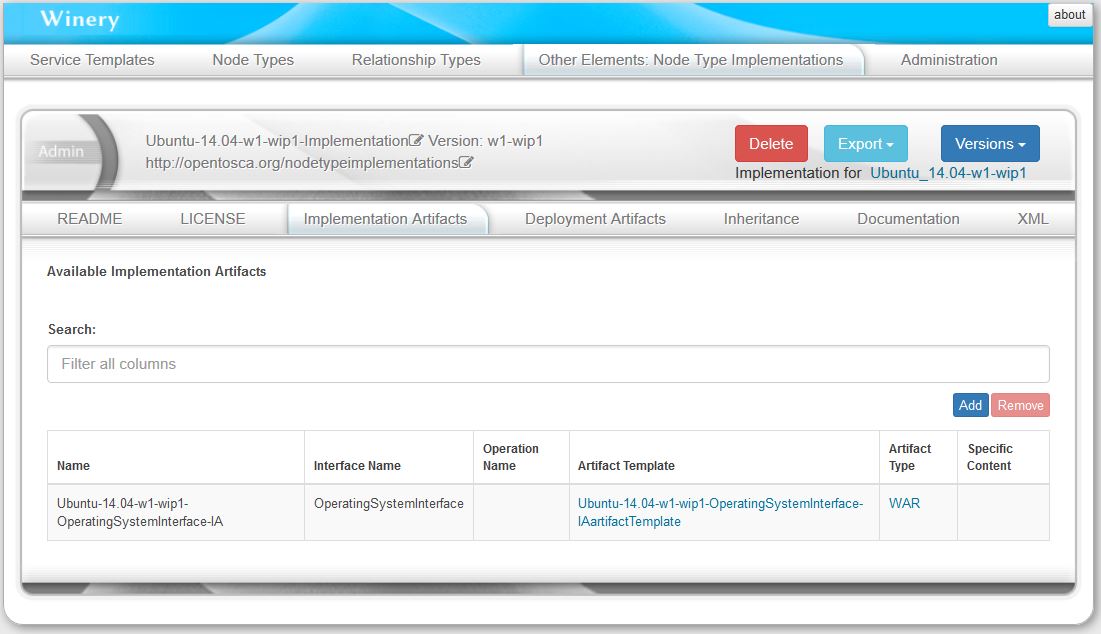 Winery
about
Service Templates Node Types Relationship Types Other Elements: Node Type Implementations Administration
Admin
Ubuntu-14.04-w1-wip1-Implementation Version: w1-wip1
http://opentosca.org/nodetypeimplementations
Delete Export Versions
Implementation for Ubuntu_14.04-w1-wip1
README LICENSE Implementation Artifacts Deployment Artifacts Inheritance Documentation XML
Available Implementation Artifacts
Search:
Filter all columns
Add Remove
Name Interface Name Operation Name Artifact Template Artifact Type Specific Content
Ubuntu-14.04-w1-wip1-
OperatingSystemInterface-IA
OperatingSystemInterface
Ubuntu-14.04-w1-wip1-OperatingSystemInterface-
IAartifactTemplate
WAR